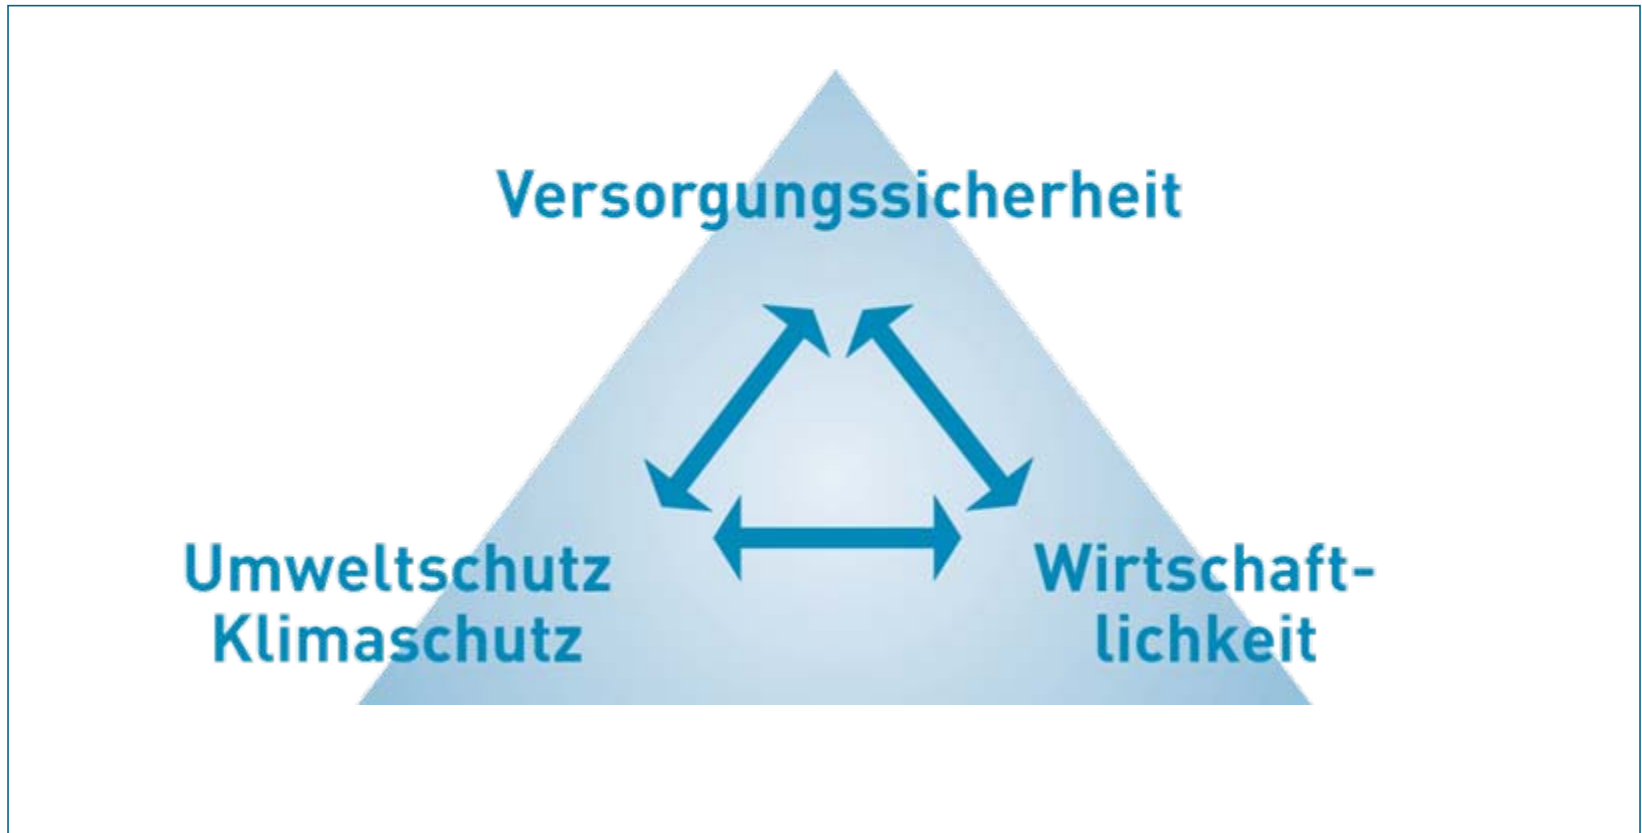 Versorgungssicherheit
Umweltschutz
Klimaschutz
Wirtschaft-
lichkeit